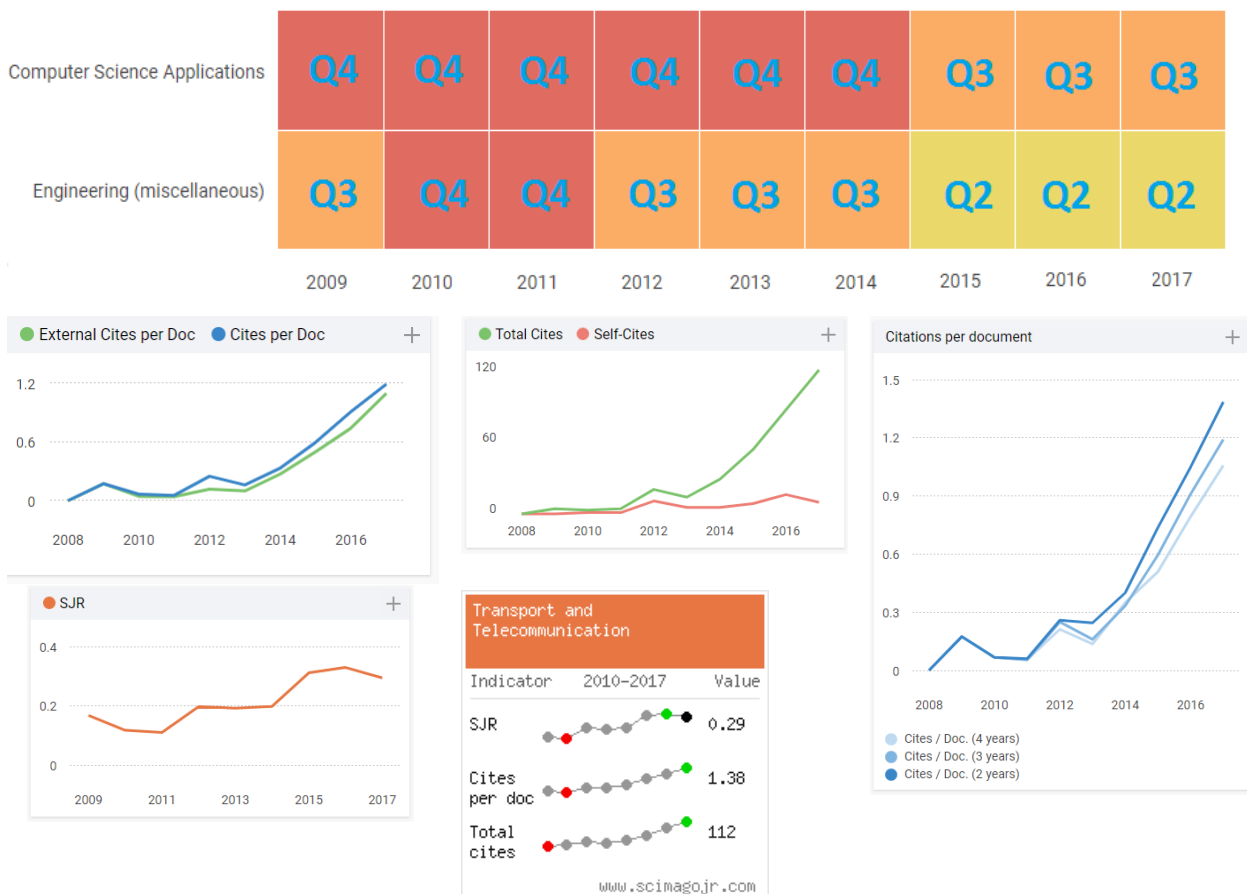 Computer Science Applications Q4 Q4 Q4 Q4 Q4 Q4 Q3 Q3 Q3
Engineering (miscellaneous) Q3 Q4 Q4 Q3 Q3 Q3 Q2 Q2 Q2
2009 2010 2011 2012 2013 2014 2015 2016 2017
External Cites per Doc Cites per Doc +
1.2
0.6
0
2008 2010 2012 2014 2016
Total Cites Self-Cites +
120
60
0
2008 2010 2012 2014 2016
Citations per document +
1.5
1.2
0.9
0.6
0.3
0
2008 2010 2012 2014 2016
Cites / Doc. (4 years)
Cites / Doc. (3 years)
Cites / Doc. (2 years)
SJR +
0.4
0.2
0
2009 2011 2013 2015 2017
Transport and
Telecommunication
Indicator 2010-2017 Value
SJR 0.29
Cites
per doc 1.38
Total
cites 112
www.scimagojr.com